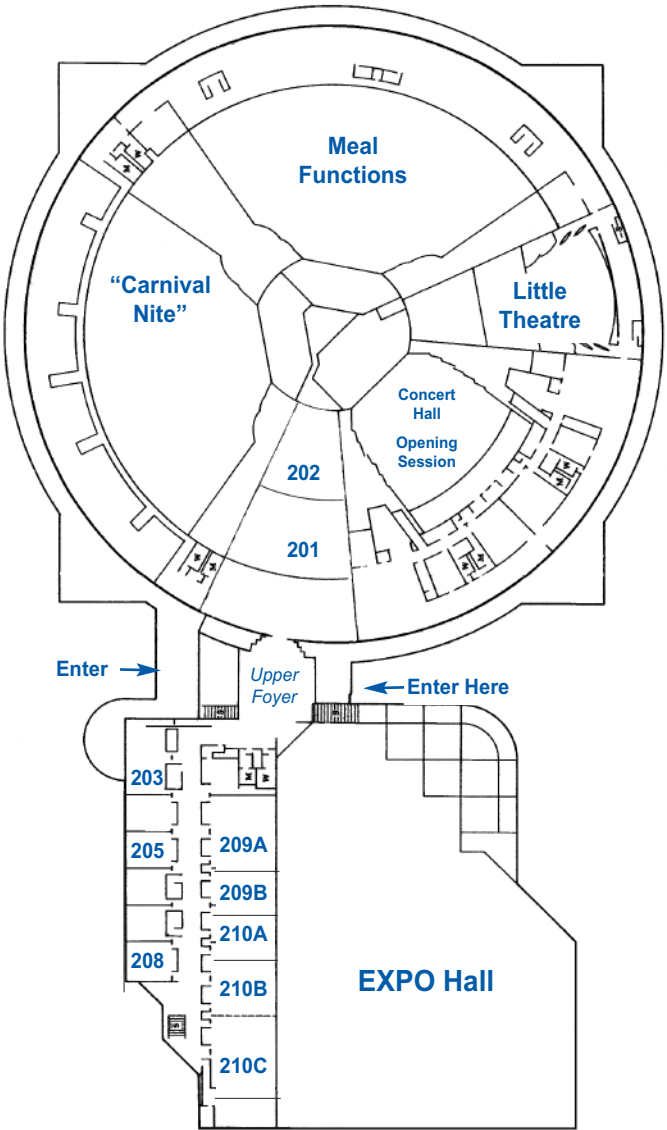 Meal
Functions
“Carnival
Nite”
Little
Theatre
Concert
Hall
Opening
Session
202
201
W
M
W
M
W
M
W
M
Enter
Upper
Foyer
Enter Here
S
S
203
M
W
205
209A
209B
210A
208
210B
EXPO Hall
S
210C